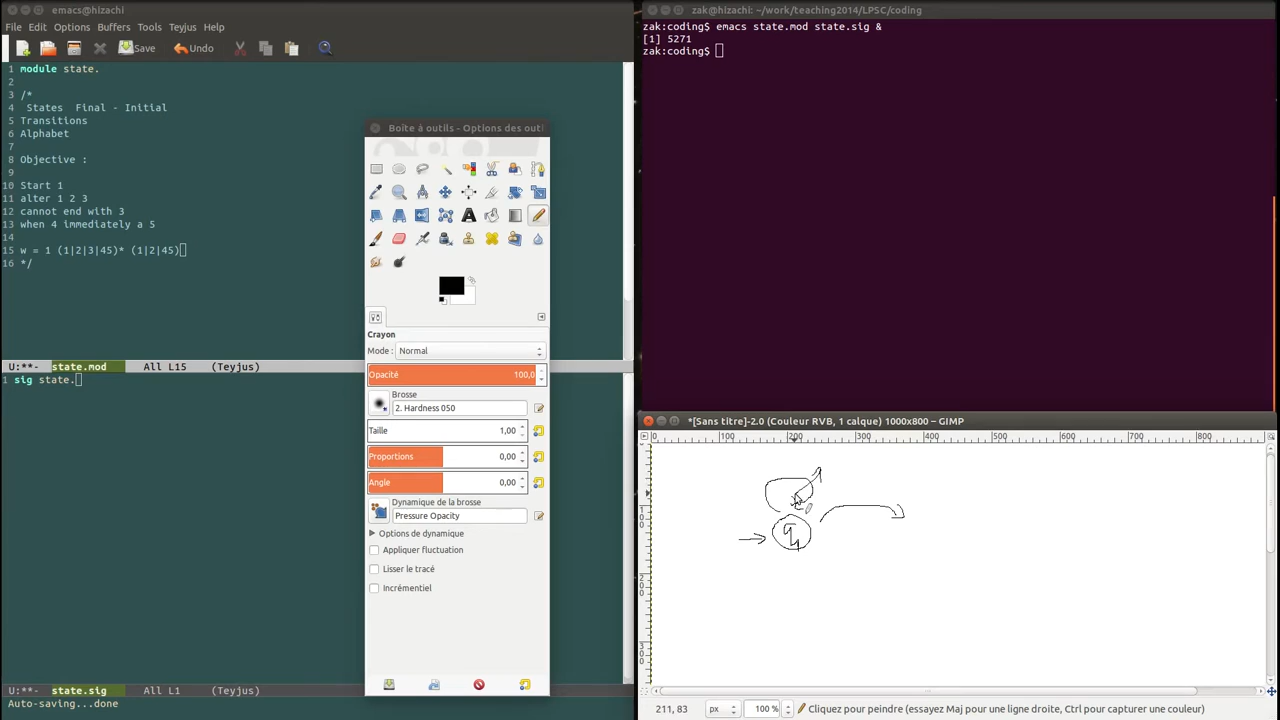 emacs@hizachi
File Edit Options Buffers Tools Help
Save Undo
1 module state.
2
3 /*
4 States Final - Initial
5 Transitions
6 Alphabet
7
8 Objective :
9
10 Start 1
11 alter 1 2 3
12 cannot end with 3
13 when 4 immediately a 5
14
15 w = 1 (1|2|3|45)* (1|2|45)
16 */
U:**- state.mod All L15 (Teyjus)
1 sig state.
U:**- state.sig All L1 (Teyjus)
Auto-saving...done
Boîte à outils - Options des outi
Crayon
Mode : Normal
Opacité 100,0
Brosse
2. Hardness 050
Taille 1,00
Proportions 0,00
Angle 0,00
Dynamique de la brosse
Pressure Opacity
Options de dynamique
Appliquer fluctuation
Lisser le tracé
Incrémentiel
zak@hizachi: ~/work/teaching2014/LPSC/coding
zak:coding$ emacs state.mod state.sig &
[1] 5271
zak:coding$
*[Sans titre]-2.0 (Couleur RVB, 1 calque) 1000x800 – GIMP
0 100 200 300 400 500 600 700 800
100
200
300
211, 83 px 100 % Cliquez pour peindre (essayez Maj pour une ligne droite, Ctrl pour capturer une couleur)